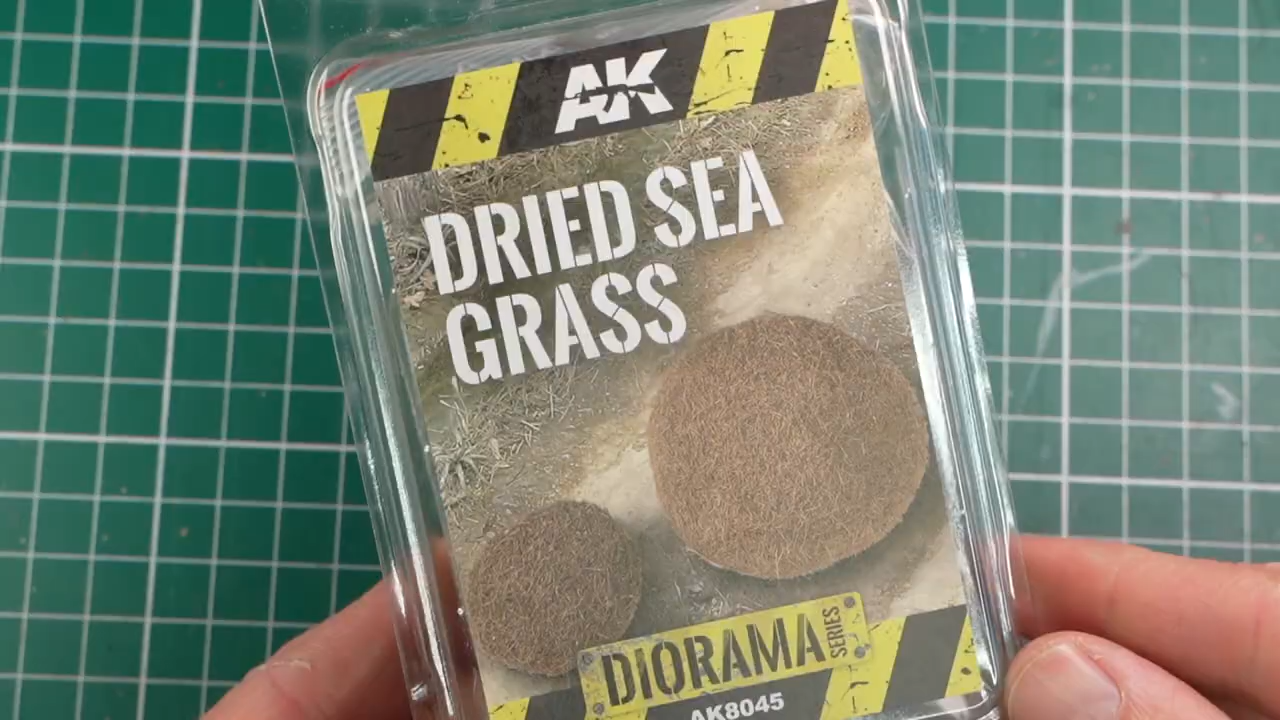 AK
DRIED SEA
GRASS
DIORAMA
SERIES
AK8045